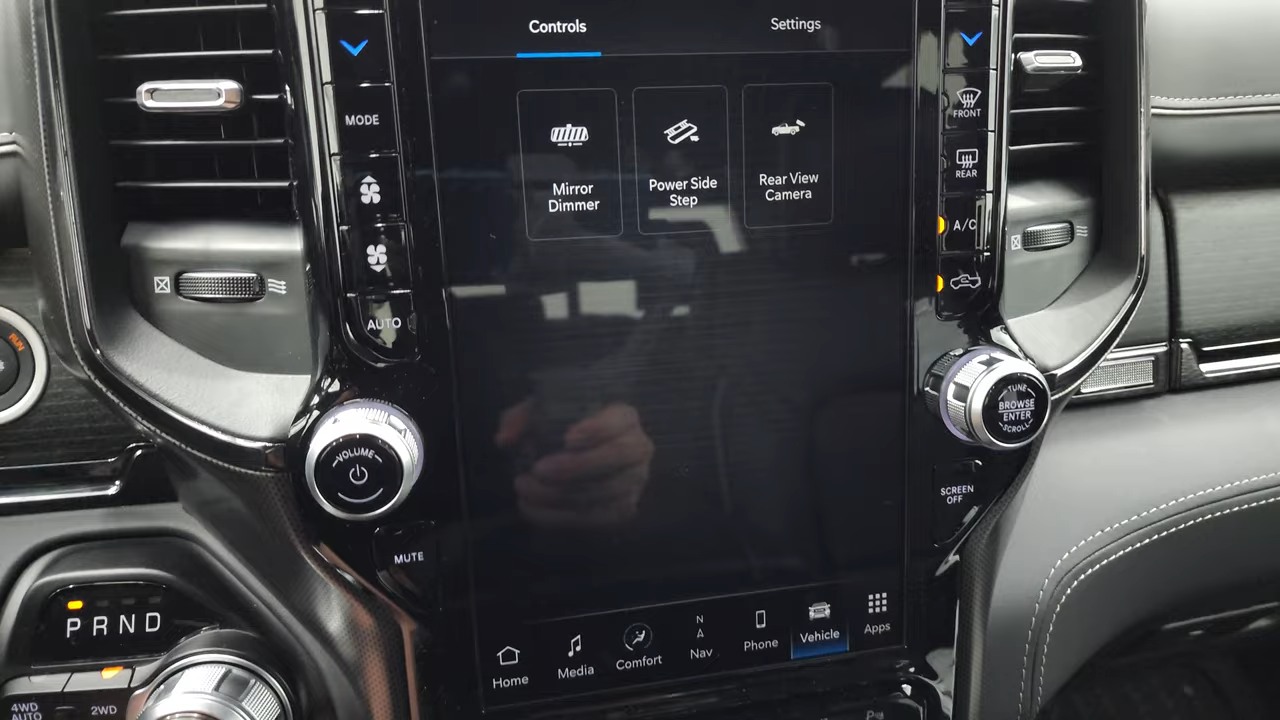 Controls
Settings
MODE
FRONT
REAR
A/C
Mirror
Dimmer
Power Side
Step
Rear View
Camera
AUTO
RUN
TUNE
BROWSE
ENTER
SCROLL
VOLUME
SCREEN
OFF
MUTE
P R N D
N
Home
Media
Comfort
Nav
Phone
Vehicle
Apps
4WD
AUTO
2WD